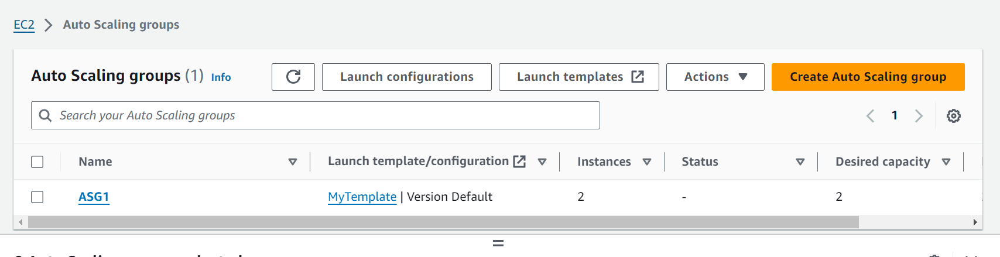 EC2 > Auto Scaling groups
Auto Scaling groups (1) Info
Launch configurations
Launch templates
Actions
Create Auto Scaling group
Search your Auto Scaling groups
1
Name Launch template/configuration Instances Status Desired capacity
ASG1 MyTemplate | Version Default 2 - 2